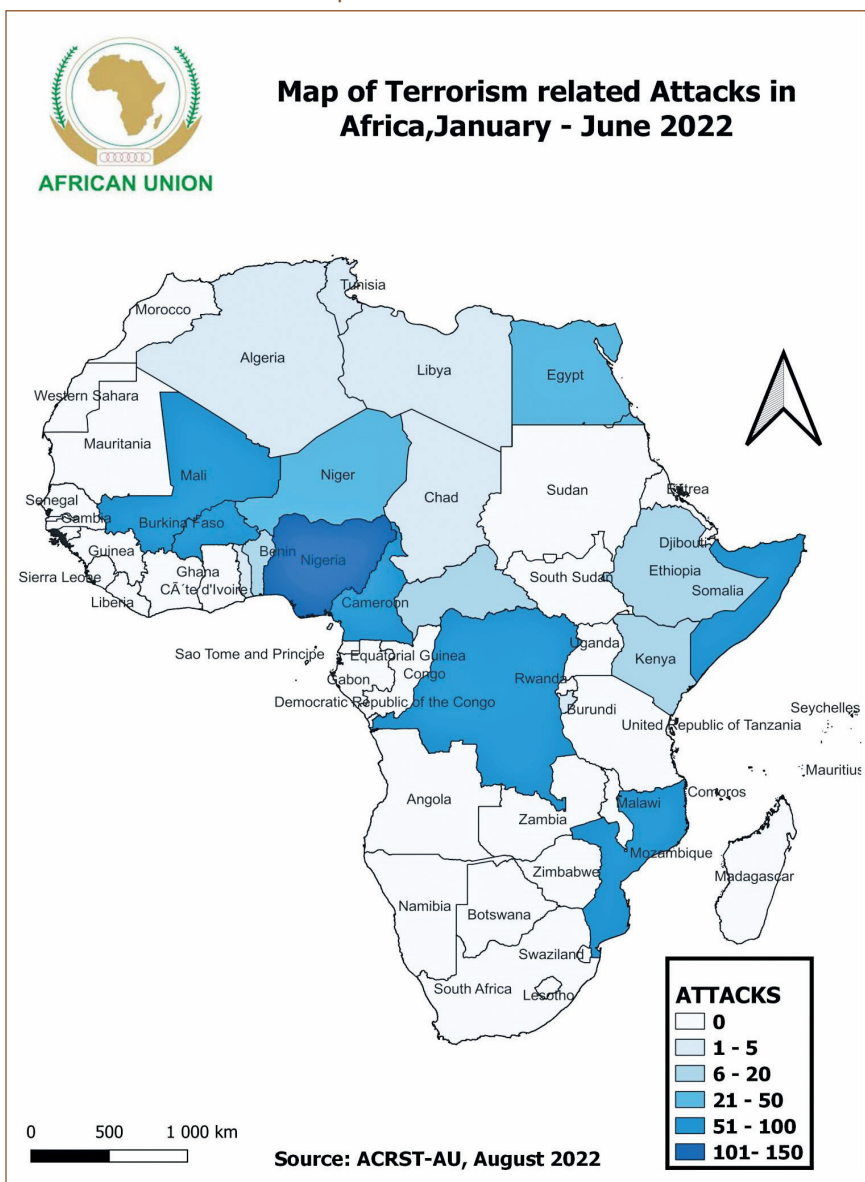 AFRICAN UNION
Map of Terrorism related Attacks in
Africa,January - June 2022
Tunisia
Morocco
Algeria
Libya
Egypt
Western Sahara
Mauritania
Mali
Niger
Chad
Sudan
Eritrea
Senegal
Gambia
Burkina Faso
Djibouti
Guinea
Benin
Nigeria
Ethiopia
Ghana
Sierra Leone
CÃ´te d'Ivoire
South Sudan
Somalia
Liberia
Cameroon
Uganda
Sao Tome and Principe
Equatorial Guinea
Kenya
Gabon
Congo
Rwanda
Democratic Republic of the Congo
Burundi
Seychelles
United Republic of Tanzania
Mauritius
Angola
Malawi
Comoros
Zambia
Mozambique
Zimbabwe
Madagascar
Namibia
Botswana
Swaziland
South Africa
Lesotho
ATTACKS
0
1 - 5
6 - 20
21 - 50
51 - 100
101- 150
0 500 1 000 km
Source: ACRST-AU, August 2022